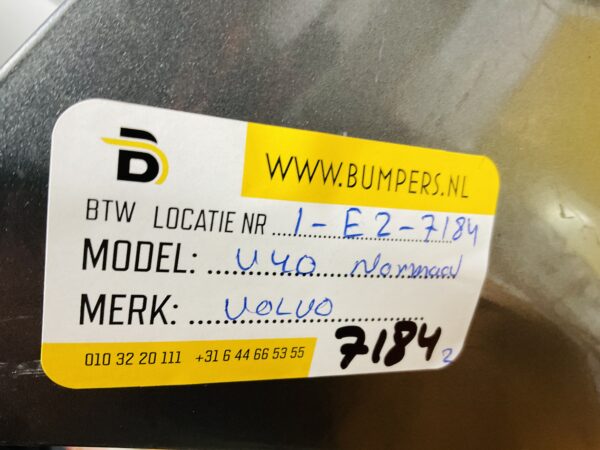 B
WWW.BUMPERS.NL
BTW LOCATIE NR 1-E2-7184
MODEL: V40 Normaal
MERK: VOLVO
010 32 20 111 +31 6 44 66 53 55
7184 2